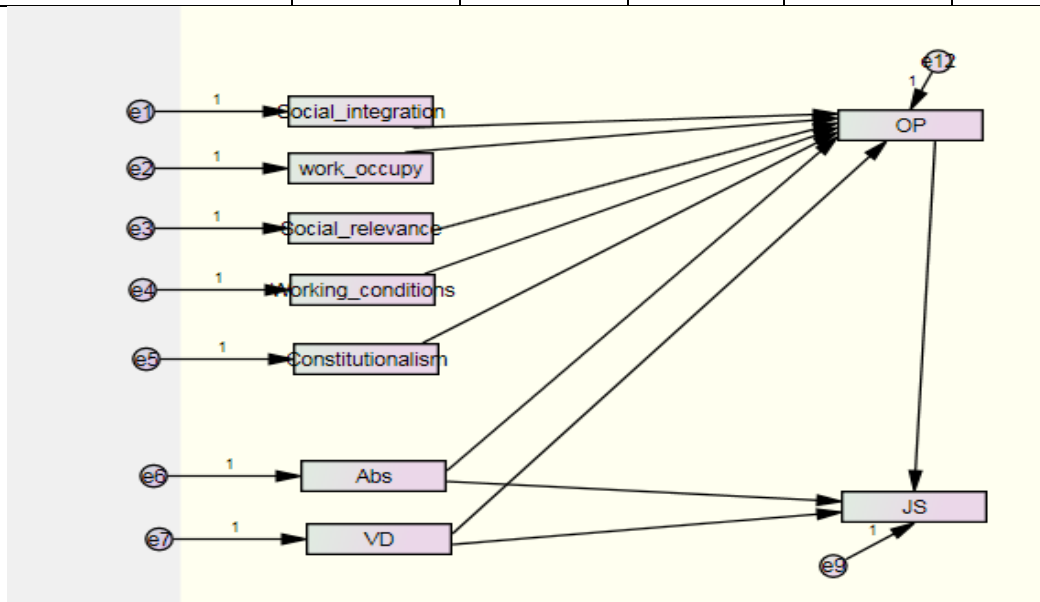 e12
1
e1
1
Social_integration
OP
e2
1
work_occupy
e3
1
Social_relevance
e4
1
Working_conditions
e5
1
Constitutionalism
e6
1
Abs
JS
e7
1
VD
1
e9